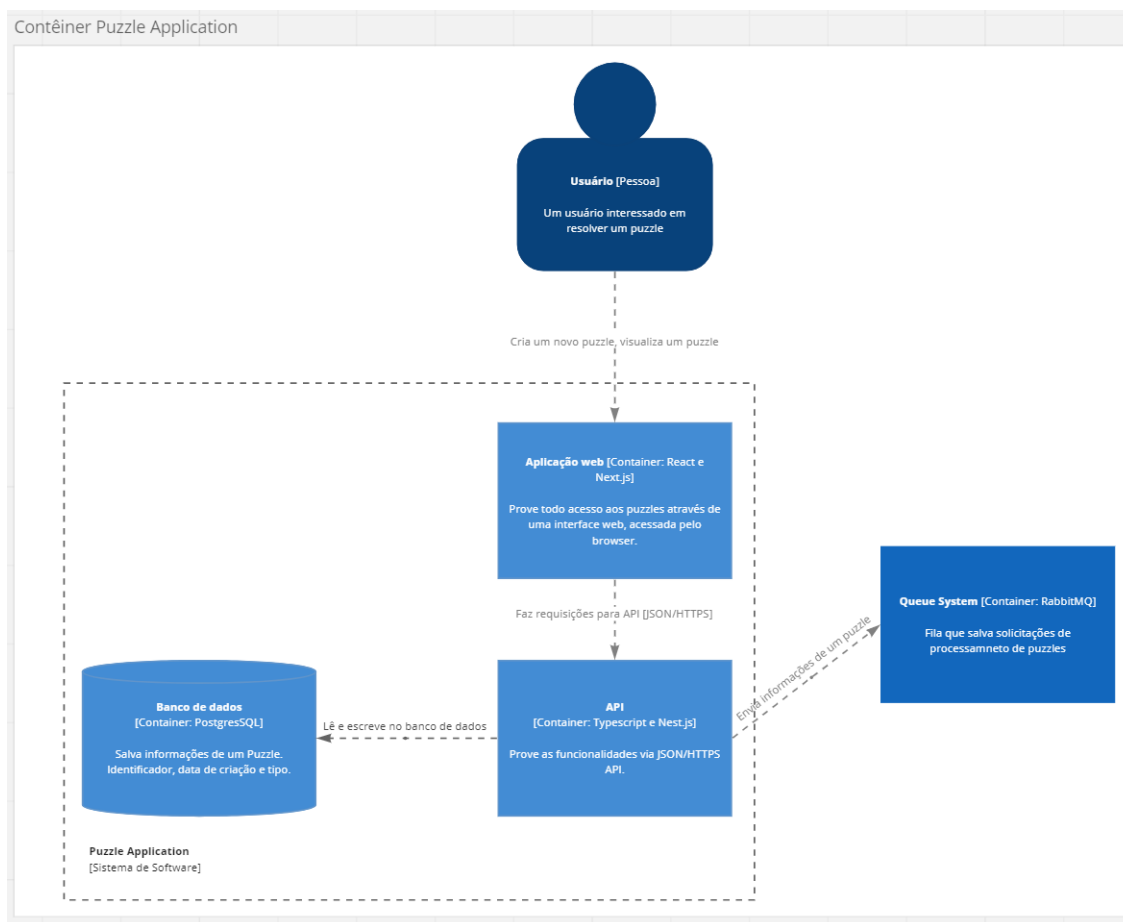 Contêiner Puzzle Application
Usuário [Pessoa]
Um usuário interessado em
resolver um puzzle
Cria um novo puzzle, visualiza um puzzle
Aplicação web [Container: React e
Next.js]
Prove todo acesso aos puzzles através de
uma interface web, acessada pelo
browser.
Faz requisições para API [JSON/HTTPS]
Queue System [Container: RabbitMQ]
Fila que salva solicitações de
processamneto de puzzles
Envia informações de um puzzle
Banco de dados
[Container: PostgresSQL]
Salva informações de um Puzzle.
Identificador, data de criação e tipo.
Lê e escreve no banco de dados
API
[Container: Typescript e Nest.js]
Prove as funcionalidades via JSON/HTTPS
API.
Puzzle Application
[Sistema de Software]